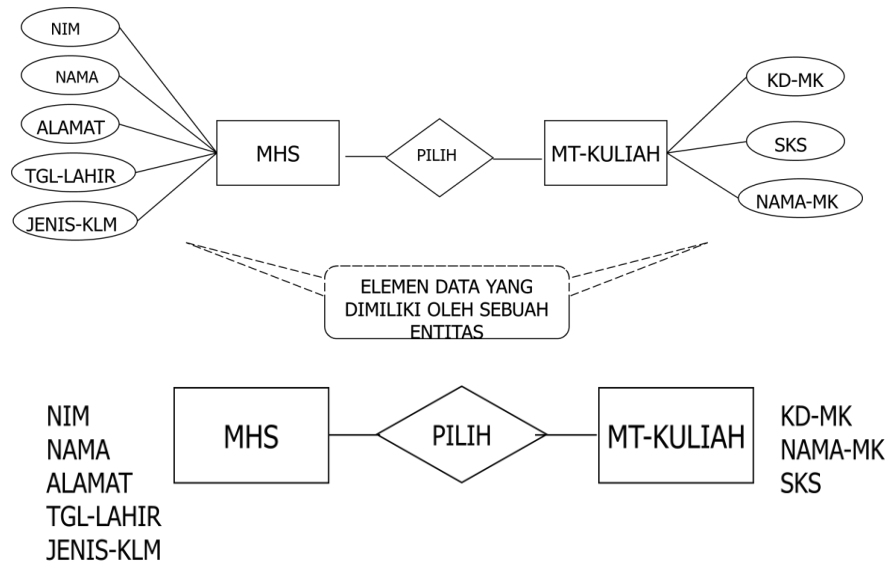 NIM
NAMA
ALAMAT
TGL-LAHIR
JENIS-KLM
MHS
PILIH
MT-KULIAH
KD-MK
SKS
NAMA-MK
ELEMEN DATA YANG
DIMILIKI OLEH SEBUAH
ENTITAS
NIM
NAMA
ALAMAT
TGL-LAHIR
JENIS-KLM
MHS
PILIH
MT-KULIAH
KD-MK
NAMA-MK
SKS